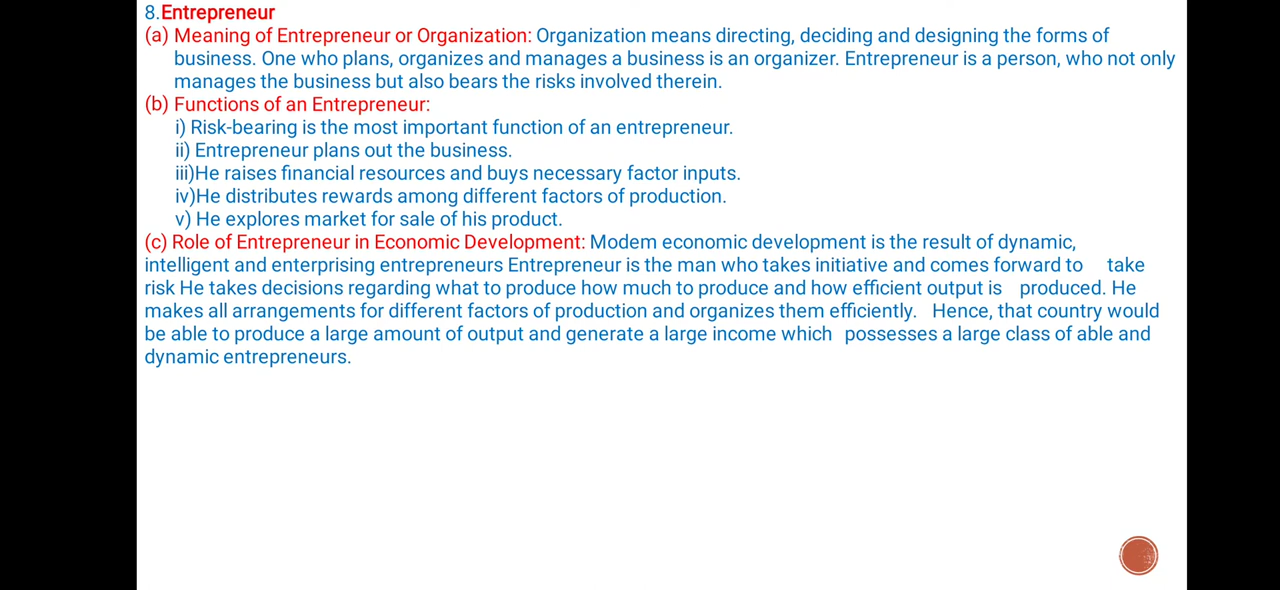 8.Entrepreneur
(a) Meaning of Entrepreneur or Organization: Organization means directing, deciding and designing the forms of
business. One who plans, organizes and manages a business is an organizer. Entrepreneur is a person, who not only
manages the business but also bears the risks involved therein.
(b) Functions of an Entrepreneur:
i) Risk-bearing is the most important function of an entrepreneur.
ii) Entrepreneur plans out the business.
iii)He raises financial resources and buys necessary factor inputs.
iv)He distributes rewards among different factors of production.
v) He explores market for sale of his product.
(c) Role of Entrepreneur in Economic Development: Modem economic development is the result of dynamic,
intelligent and enterprising entrepreneurs Entrepreneur is the man who takes initiative and comes forward to take
risk He takes decisions regarding what to produce how much to produce and how efficient output is produced. He
makes all arrangements for different factors of production and organizes them efficiently. Hence, that country would
be able to produce a large amount of output and generate a large income which possesses a large class of able and
dynamic entrepreneurs.